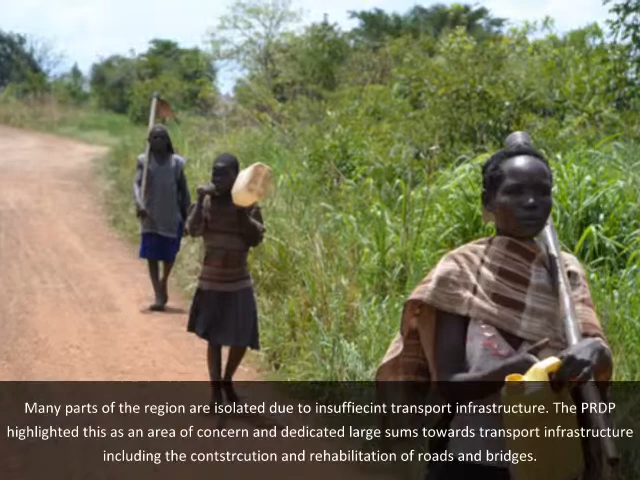 Many parts of the region are isolated due to insuffiecint transport infrastructure. The PRDP
highlighted this as an area of concern and dedicated large sums towards transport infrastructure
including the contstrcution and rehabilitation of roads and bridges.